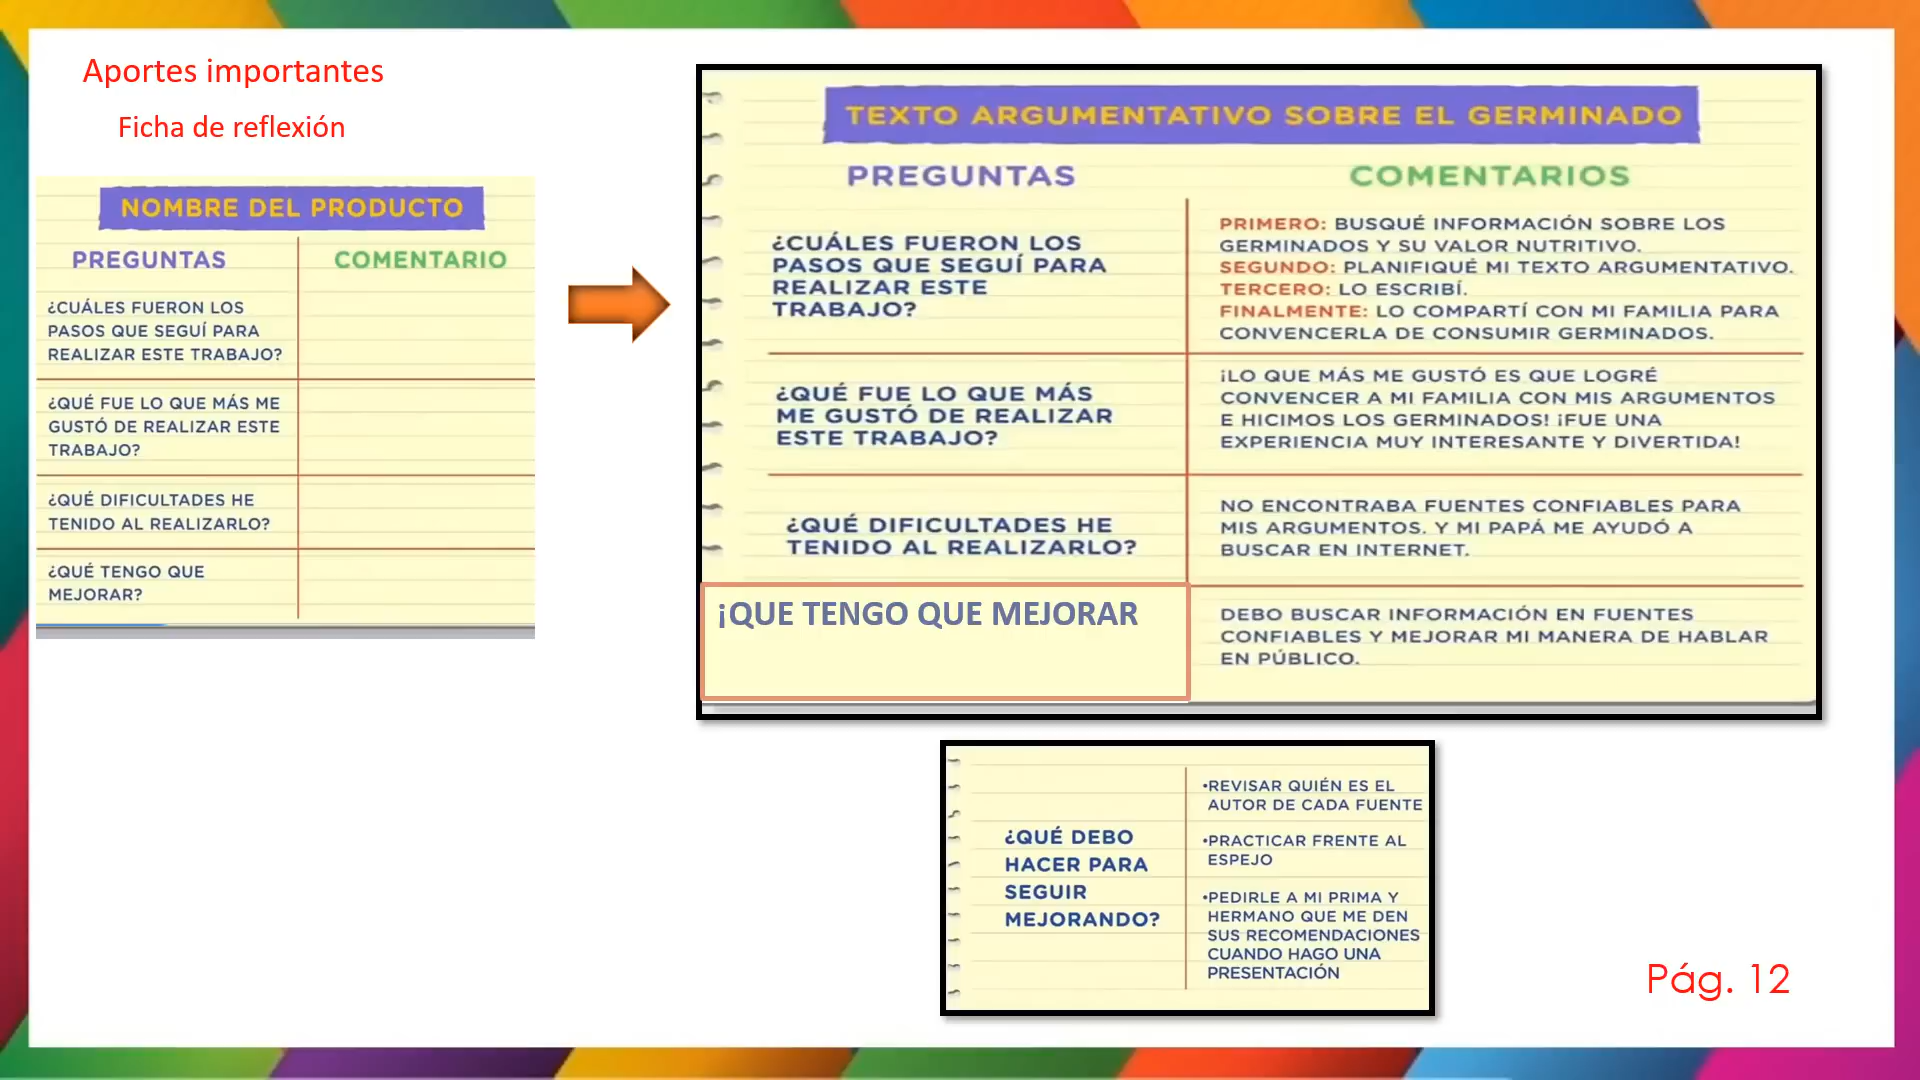 Aportes importantes
Ficha de reflexión
NOMBRE DEL PRODUCTO
PREGUNTAS
COMENTARIO
¿CUÁLES FUERON LOS
PASOS QUE SEGUÍ PARA
REALIZAR ESTE TRABAJO?
¿QUÉ FUE LO QUE MÁS ME
GUSTÓ DE REALIZAR ESTE
TRABAJO?
¿QUÉ DIFICULTADES HE
TENIDO AL REALIZARLO?
¿QUÉ TENGO QUE
MEJORAR?
TEXTO ARGUMENTATIVO SOBRE EL GERMINADO
PREGUNTAS
COMENTARIOS
¿CUÁLES FUERON LOS
PASOS QUE SEGUÍ PARA
REALIZAR ESTE
TRABAJO?
PRIMERO: BUSQUÉ INFORMACIÓN SOBRE LOS
GERMINADOS Y SU VALOR NUTRITIVO.
SEGUNDO: PLANIFIQUÉ MI TEXTO ARGUMENTATIVO.
TERCERO: LO ESCRIBÍ.
FINALMENTE: LO COMPARTÍ CON MI FAMILIA PARA
CONVENCERLA DE CONSUMIR GERMINADOS.
¿QUÉ FUE LO QUE MÁS
ME GUSTÓ DE REALIZAR
ESTE TRABAJO?
¡LO QUE MÁS ME GUSTÓ ES QUE LOGRÉ
CONVENCER A MI FAMILIA CON MIS ARGUMENTOS
E HICIMOS LOS GERMINADOS! ¡FUE UNA
EXPERIENCIA MUY INTERESANTE Y DIVERTIDA!
¿QUÉ DIFICULTADES HE
TENIDO AL REALIZARLO?
NO ENCONTRABA FUENTES CONFIABLES PARA
MIS ARGUMENTOS. Y MI PAPÁ ME AYUDÓ A
BUSCAR EN INTERNET.
¡QUE TENGO QUE MEJORAR
DEBO BUSCAR INFORMACIÓN EN FUENTES
CONFIABLES Y MEJORAR MI MANERA DE HABLAR
EN PÚBLICO.
¿QUÉ DEBO
HACER PARA
SEGUIR
MEJORANDO?
•REVISAR QUIÉN ES EL
AUTOR DE CADA FUENTE
•PRACTICAR FRENTE AL
ESPEJO
•PEDIRLE A MI PRIMA Y
HERMANO QUE ME DEN
SUS RECOMENDACIONES
CUANDO HAGO UNA
PRESENTACIÓN
Pág. 12